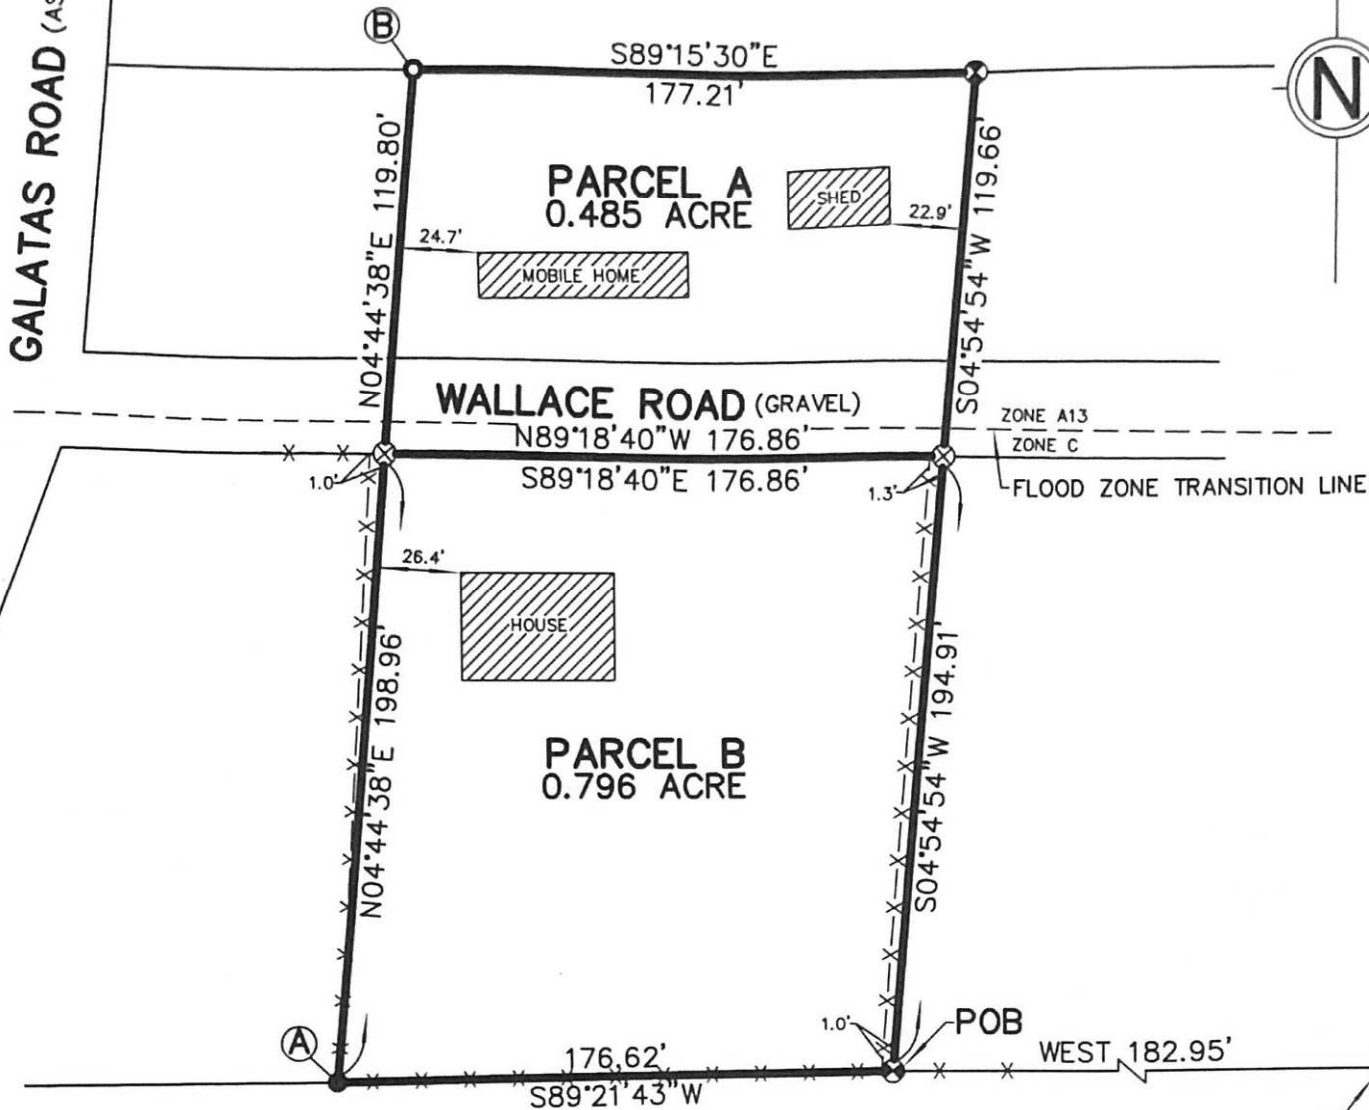 GALATAS ROAD (AS
B
S89°15'30"E
177.21'
N
N04°44'38"E 119.80'
PARCEL A
0.485 ACRE
SHED
22.9'
S04°54'54"W 119.66'
24.7'
MOBILE HOME
WALLACE ROAD (GRAVEL)
ZONE A13
N89°18'40"W 176.86'
ZONE C
S89°18'40"E 176.86'
1.0'
1.3'
FLOOD ZONE TRANSITION LINE
26.4'
HOUSE
N04°44'38"E 198.96'
S04°54'54"W 194.91'
PARCEL B
0.796 ACRE
A
1.0'
POB
WEST 182.95'
176.62'
S89°21'43"W